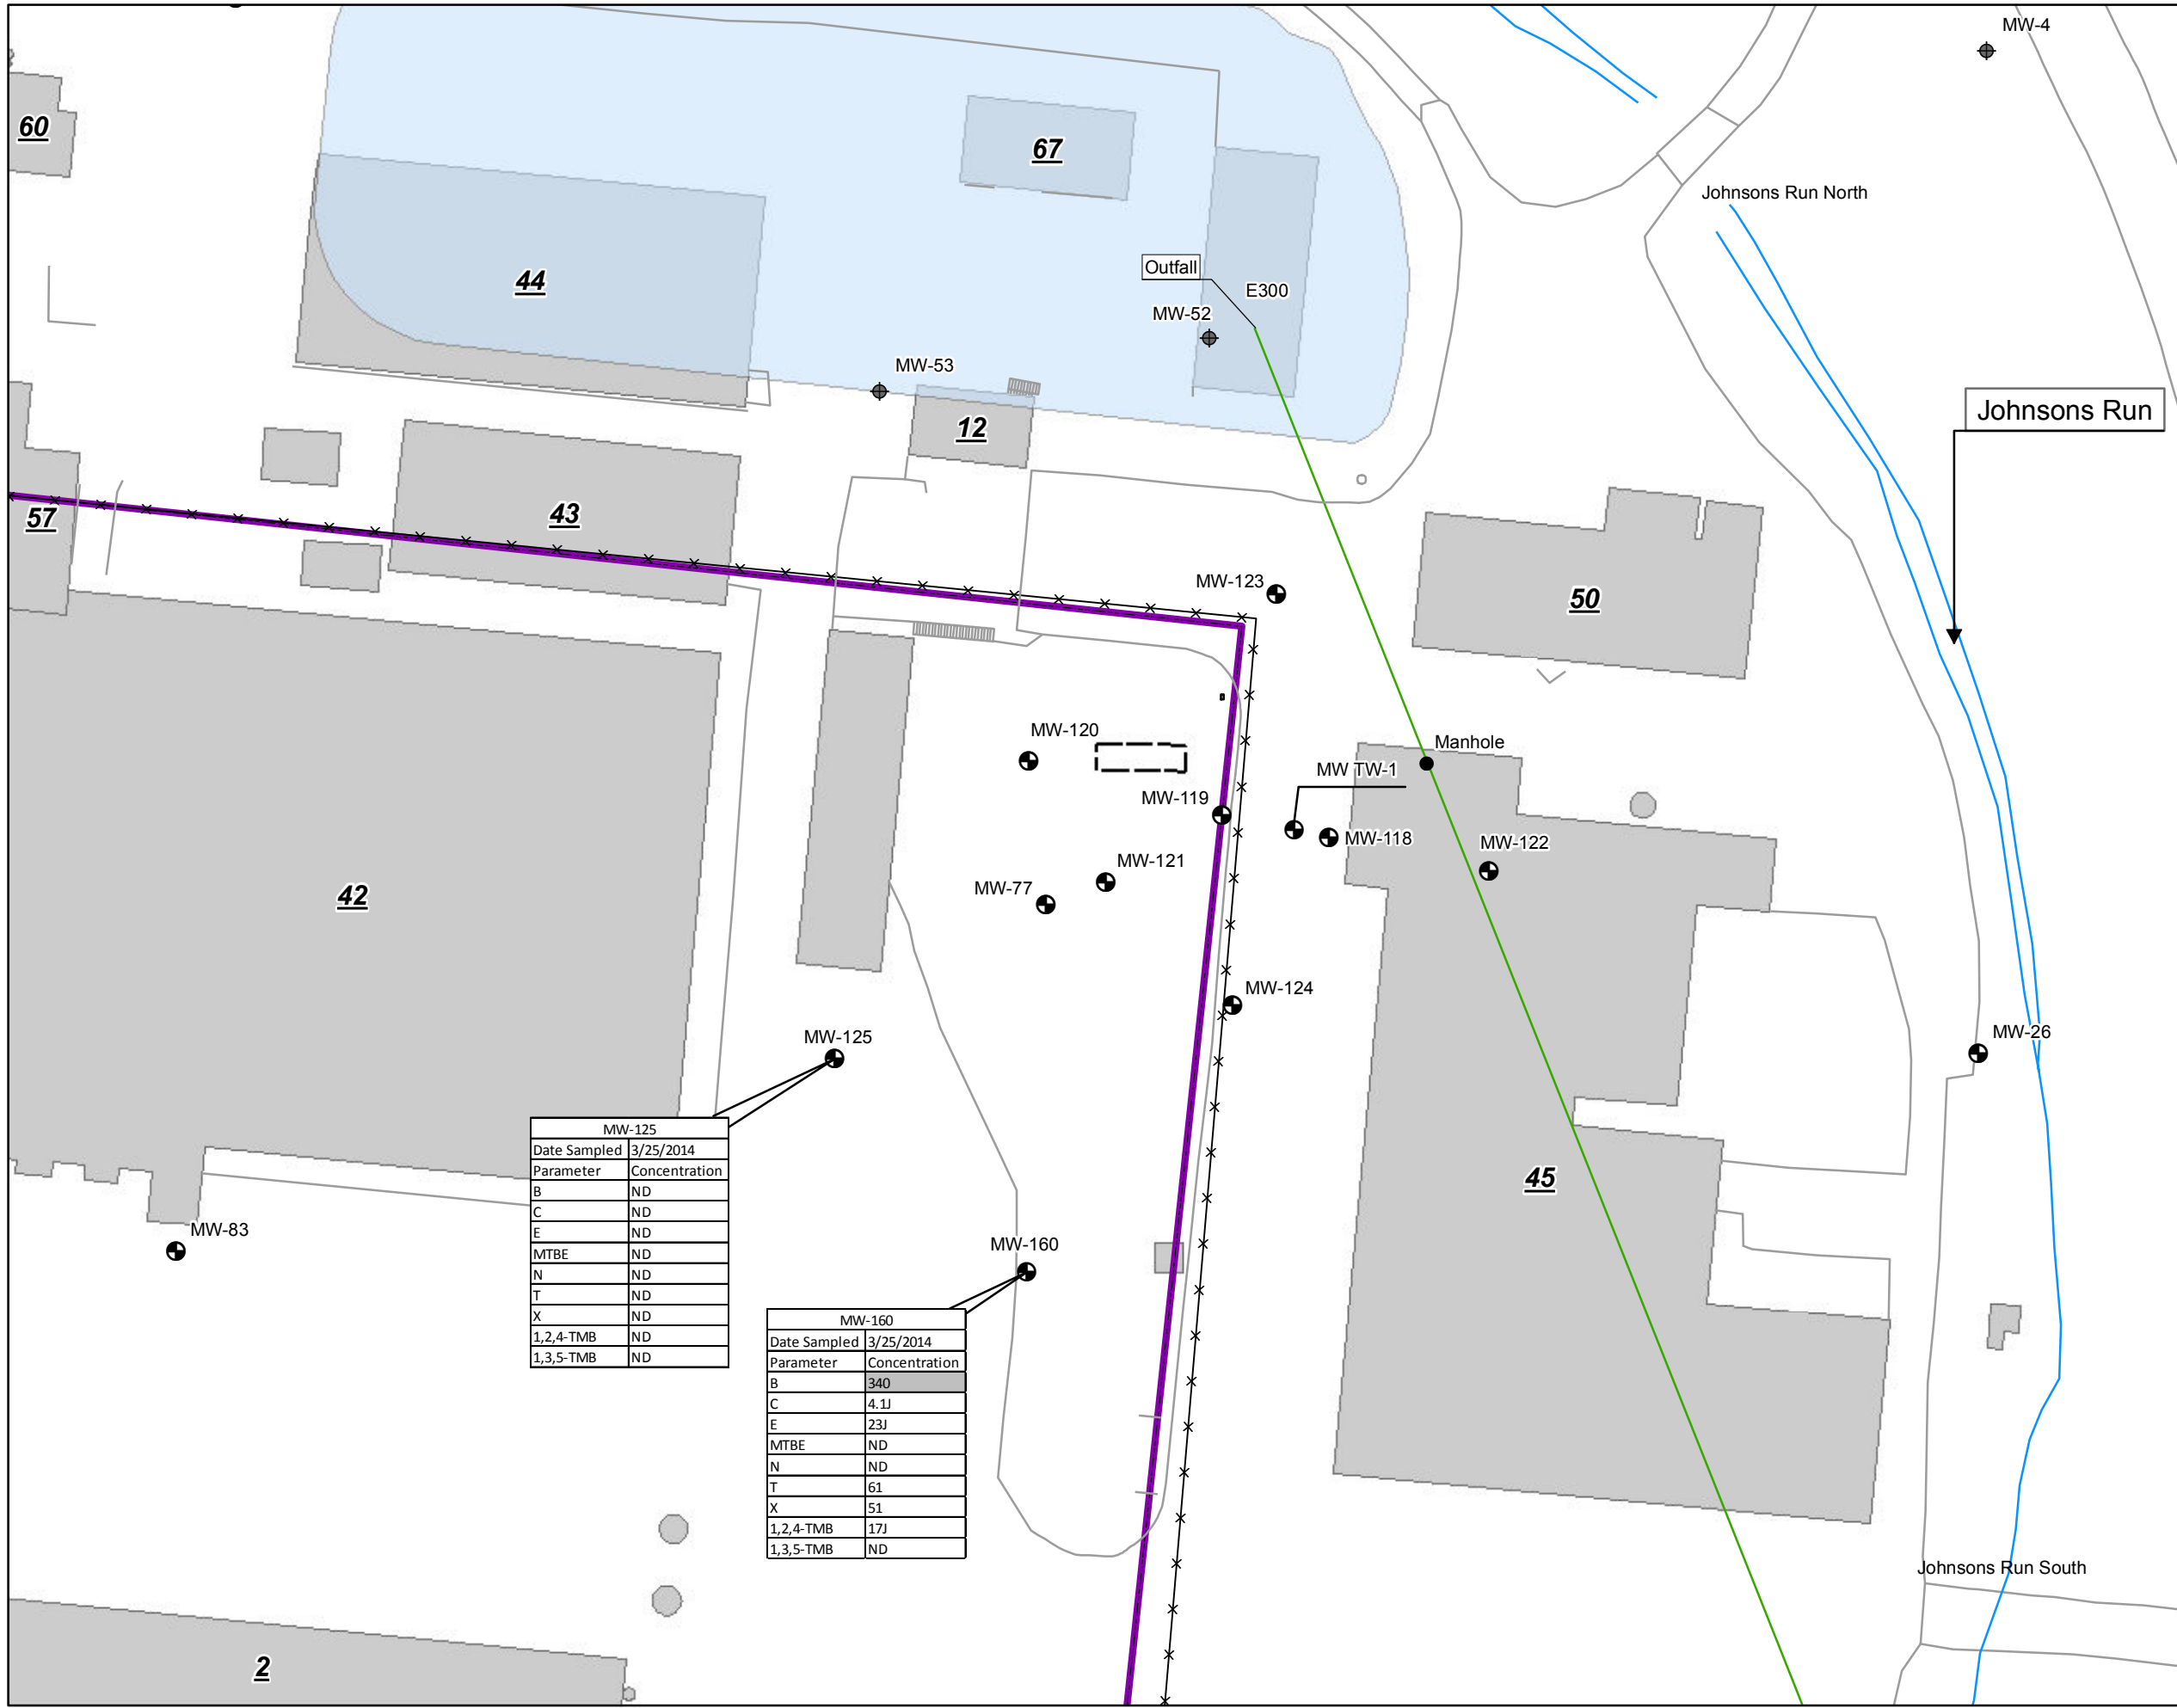 MW-4
60
67
Johnsons Run North
Outfall
44
E300
MW-52
MW-53
Johnsons Run
12
57
43
MW-123
50
MW-120
Manhole
MW TW-1
MW-119
MW-118
MW-122
MW-121
MW-77
42
MW-124
MW-125
MW-26
MW-125
Date Sampled 3/25/2014
Parameter Concentration
B ND
C ND
E ND
MTBE ND
N ND
T ND
X ND
1,2,4-TMB ND
1,3,5-TMB ND
45
MW-83
MW-160
MW-160
Date Sampled 3/25/2014
Parameter Concentration
B 340
C 4.1J
E 23J
MTBE ND
N ND
T 61
X 51
1,2,4-TMB 17J
1,3,5-TMB ND
Johnsons Run South
2